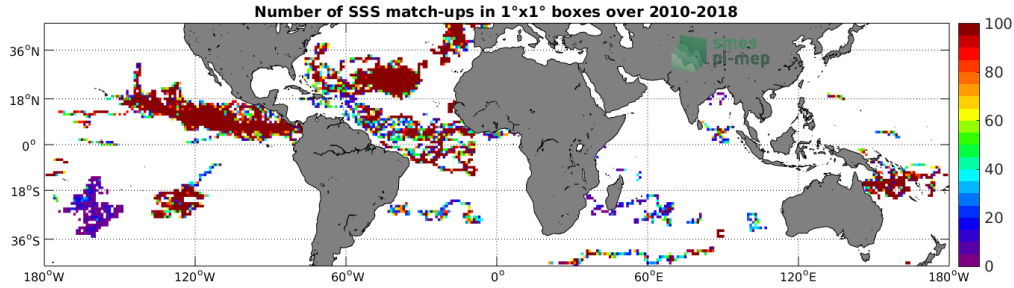 Number of SSS match-ups in 1°x1° boxes over 2010-2018
smos
pi-mep
36°N
18°N
0°
18°S
36°S
180°W
120°W
60°W
0°
60°E
120°E
180°W
100
80
60
40
20
0